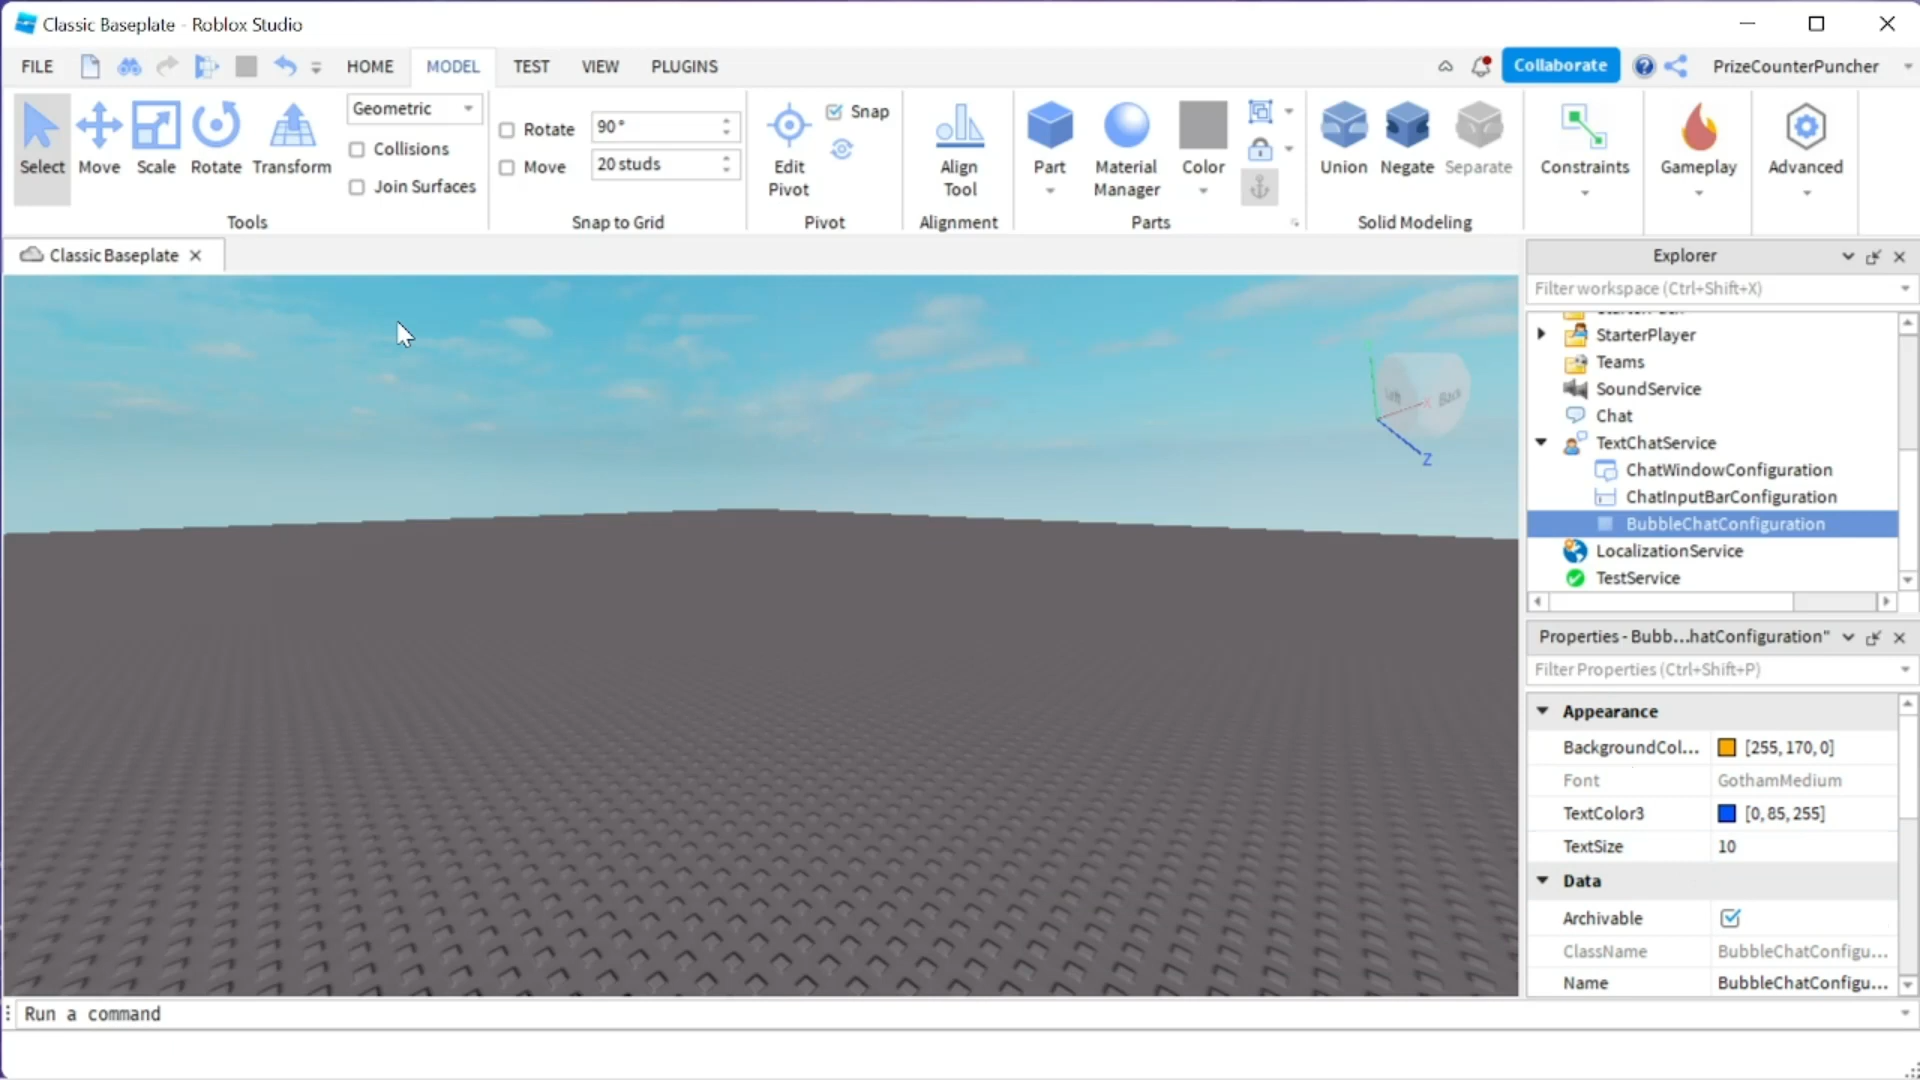 Classic Baseplate - Roblox Studio
FILE HOME MODEL TEST VIEW PLUGINS Collaborate PrizeCounterPuncher
Select Move Scale Rotate Transform
Geometric
Collisions
Join Surfaces
Tools
Rotate 90°
Move 20 studs
Snap to Grid
Edit Pivot
Snap
Pivot
Align Tool
Alignment
Part
Material Manager
Color
Parts
Union Negate Separate
Solid Modeling
Constraints
Gameplay
Advanced
Classic Baseplate
Left Back
X
Z
Explorer
Filter workspace (Ctrl+Shift+X)
StarterPlayer
Teams
SoundService
Chat
TextChatService
ChatWindowConfiguration
ChatInputBarConfiguration
BubbleChatConfiguration
LocalizationService
TestService
Properties - Bubb...hatConfiguration"
Filter Properties (Ctrl+Shift+P)
Appearance
BackgroundCol... [255, 170, 0]
Font GothamMedium
TextColor3 [0, 85, 255]
TextSize 10
Data
Archivable
ClassName BubbleChatConfigu...
Name BubbleChatConfigu...
Run a command